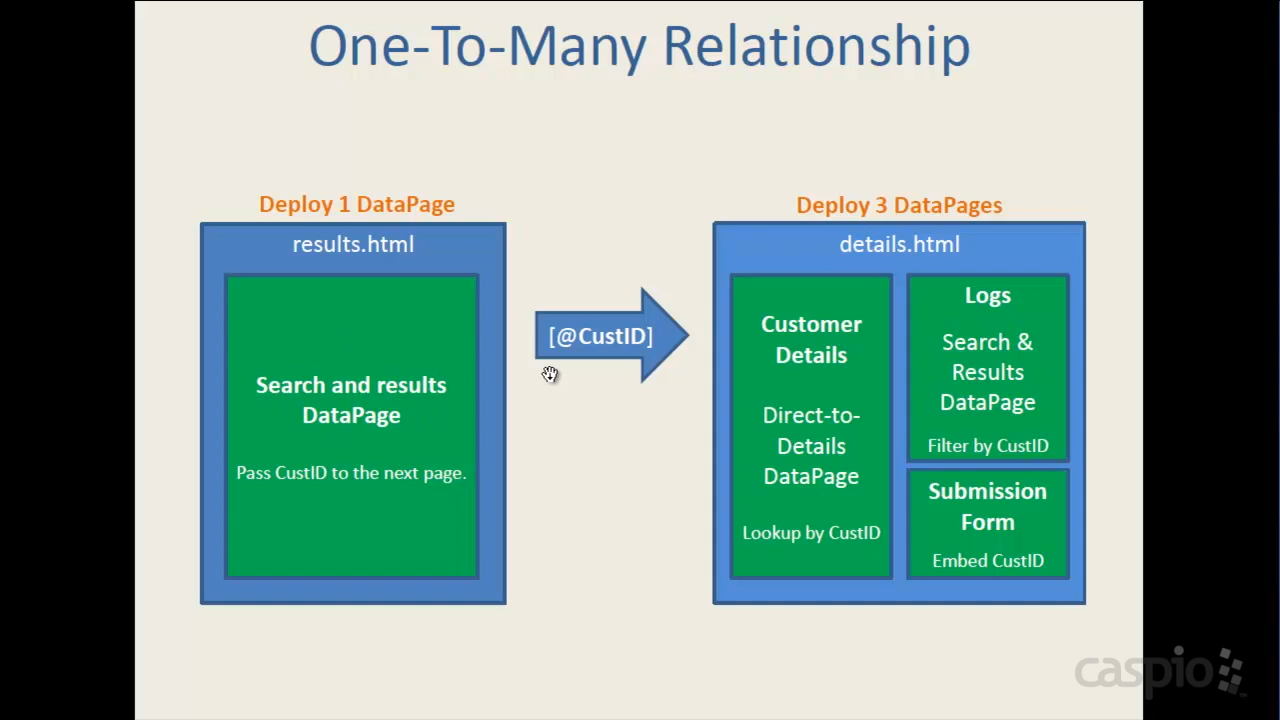 One-To-Many Relationship
Deploy 1 DataPage
results.html
Search and results
DataPage
Pass CustID to the next page.
[@CustID]
Deploy 3 DataPages
details.html
Customer
Details
Direct-to-
Details
DataPage
Lookup by CustID
Logs
Search &
Results
DataPage
Filter by CustID
Submission
Form
Embed CustID
caspio